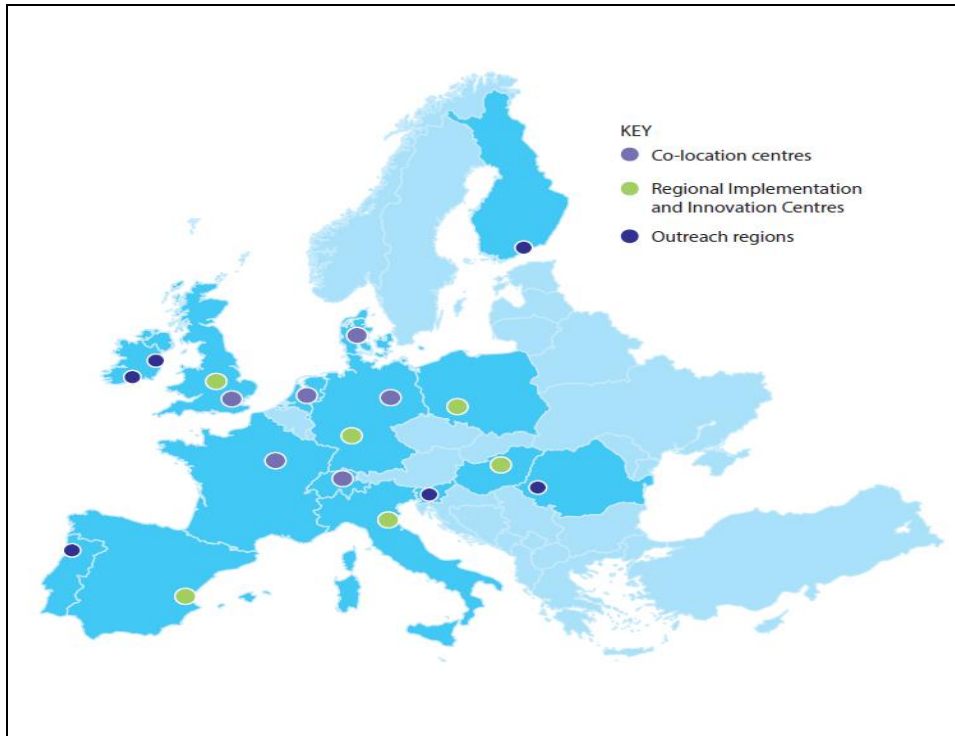 KEY
Co-location centres
Regional Implementation
and Innovation Centres
Outreach regions